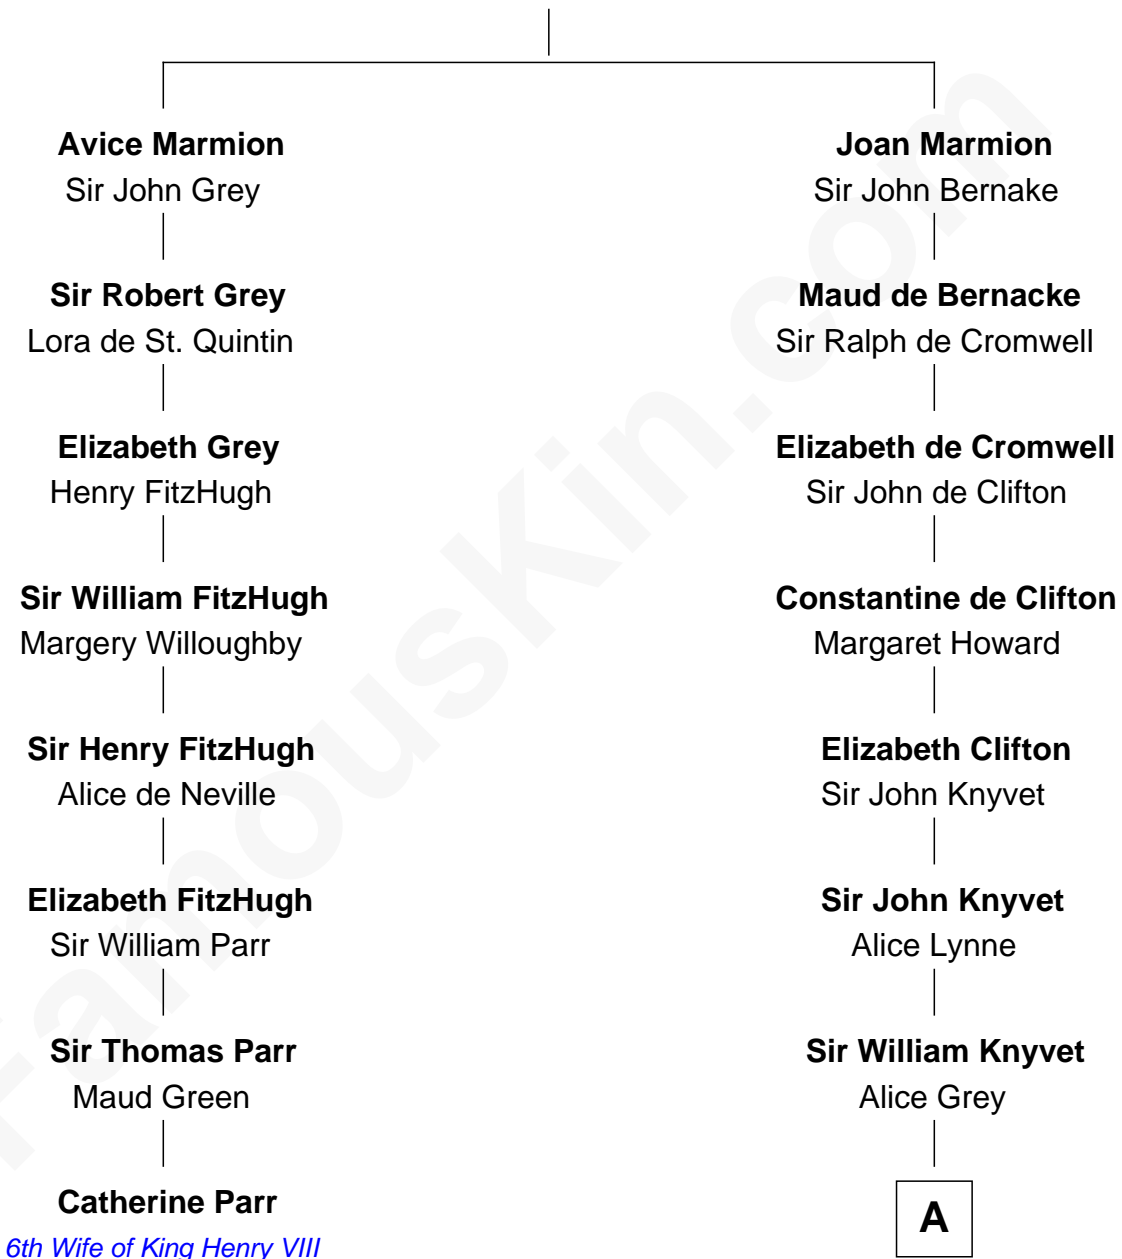 Avice Marmion
Sir John Grey
Sir Robert Grey
Lora de St. Quintin
Elizabeth Grey
Henry FitzHugh
Sir William FitzHugh
Margery Willoughby
Sir Henry FitzHugh
Alice de Neville
Elizabeth FitzHugh
Sir William Parr
Sir Thomas Parr
Maud Green
Catherine Parr
6th Wife of King Henry VIII
Joan Marmion
Sir John Bernake
Maud de Bernacke
Sir Ralph de Cromwell
Elizabeth de Cromwell
Sir John de Clifton
Constantine de Clifton
Margaret Howard
Elizabeth Clifton
Sir John Knyvet
Sir John Knyvet
Alice Lynne
Sir William Knyvet
Alice Grey
A
FamousKin.com